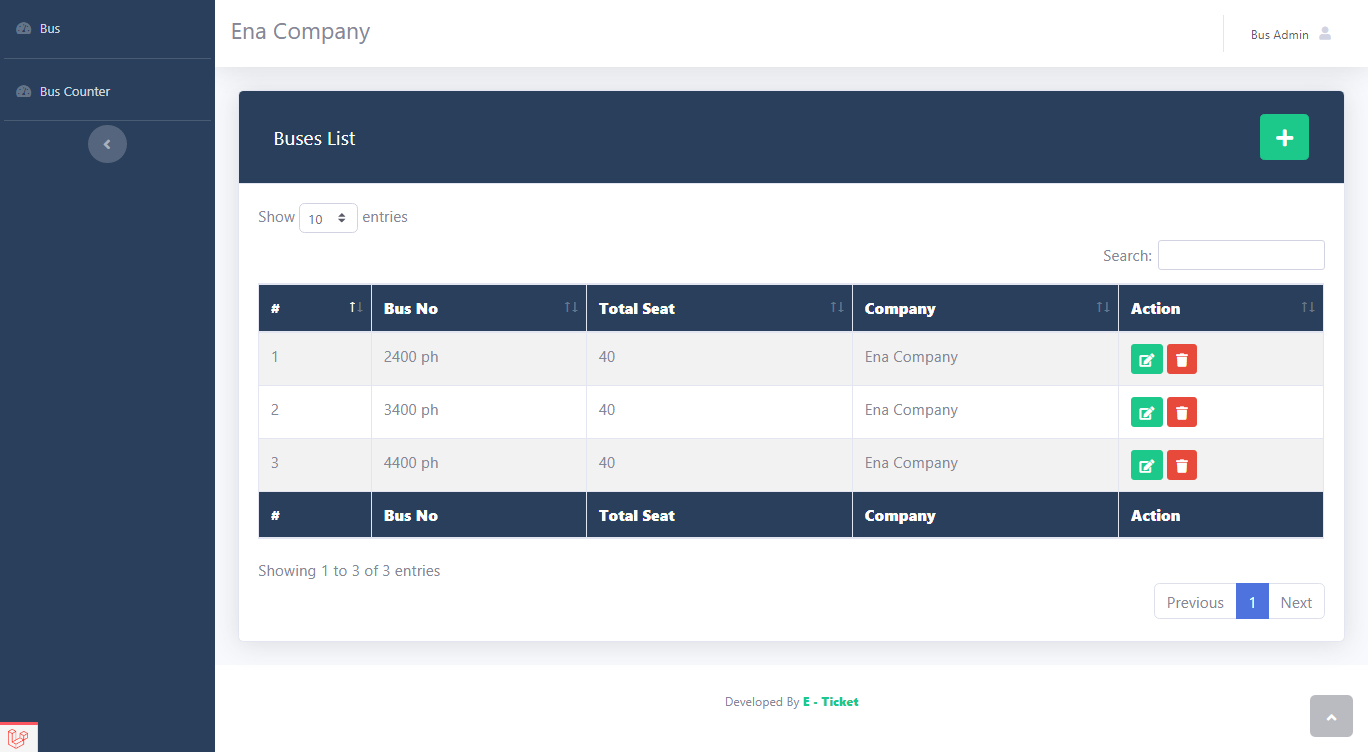 Bus
Bus Counter
Ena Company
Bus Admin
Buses List
Show 10 entries
Search:
# Bus No Total Seat Company Action
1 2400 ph 40 Ena Company
2 3400 ph 40 Ena Company
3 4400 ph 40 Ena Company
# Bus No Total Seat Company Action
Showing 1 to 3 of 3 entries
Previous 1 Next
Developed By E - Ticket